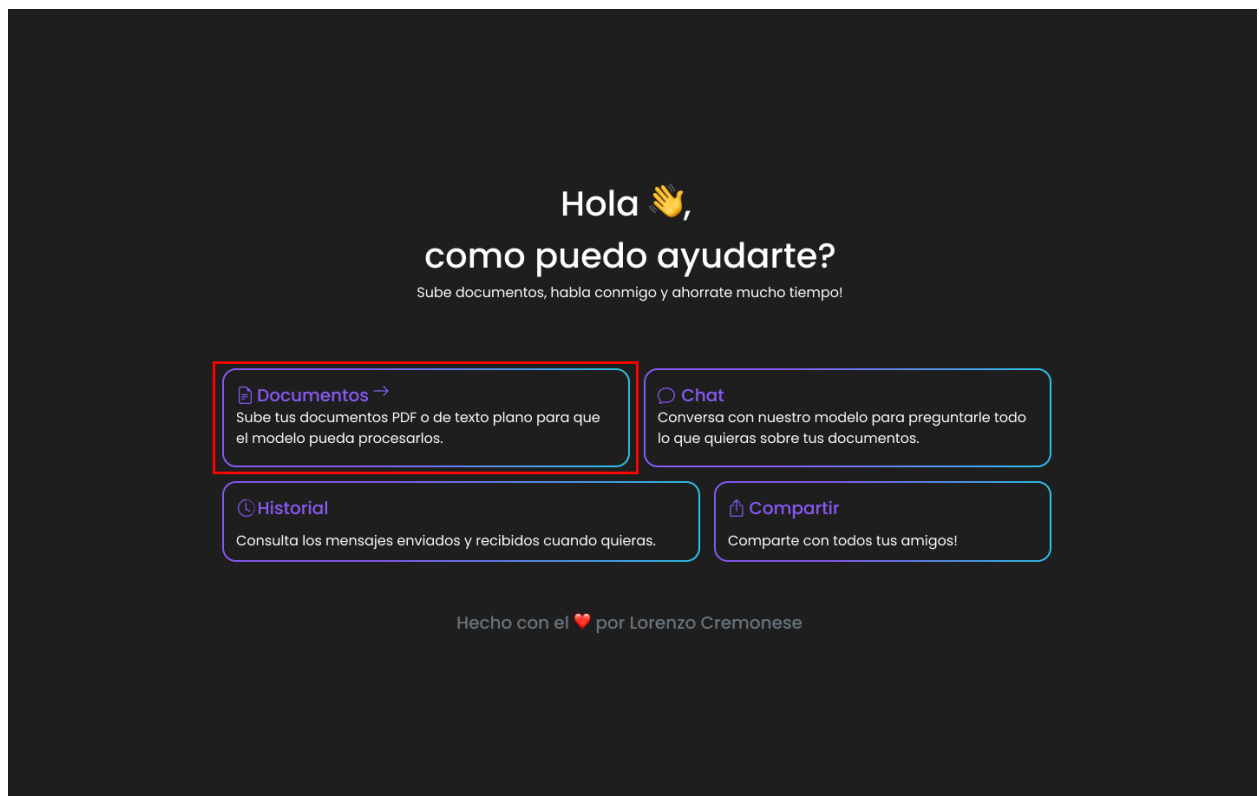 Hola 👋,
como puedo ayudarte?
Sube documentos, habla conmigo y ahorrate mucho tiempo!
Documentos →
Sube tus documentos PDF o de texto plano para que
el modelo pueda procesarlos.
Chat
Conversa con nuestro modelo para preguntarle todo
lo que quieras sobre tus documentos.
Historial
Consulta los mensajes enviados y recibidos cuando quieras.
Compartir
Comparte con todos tus amigos!
Hecho con el ❤️ por Lorenzo Cremonese